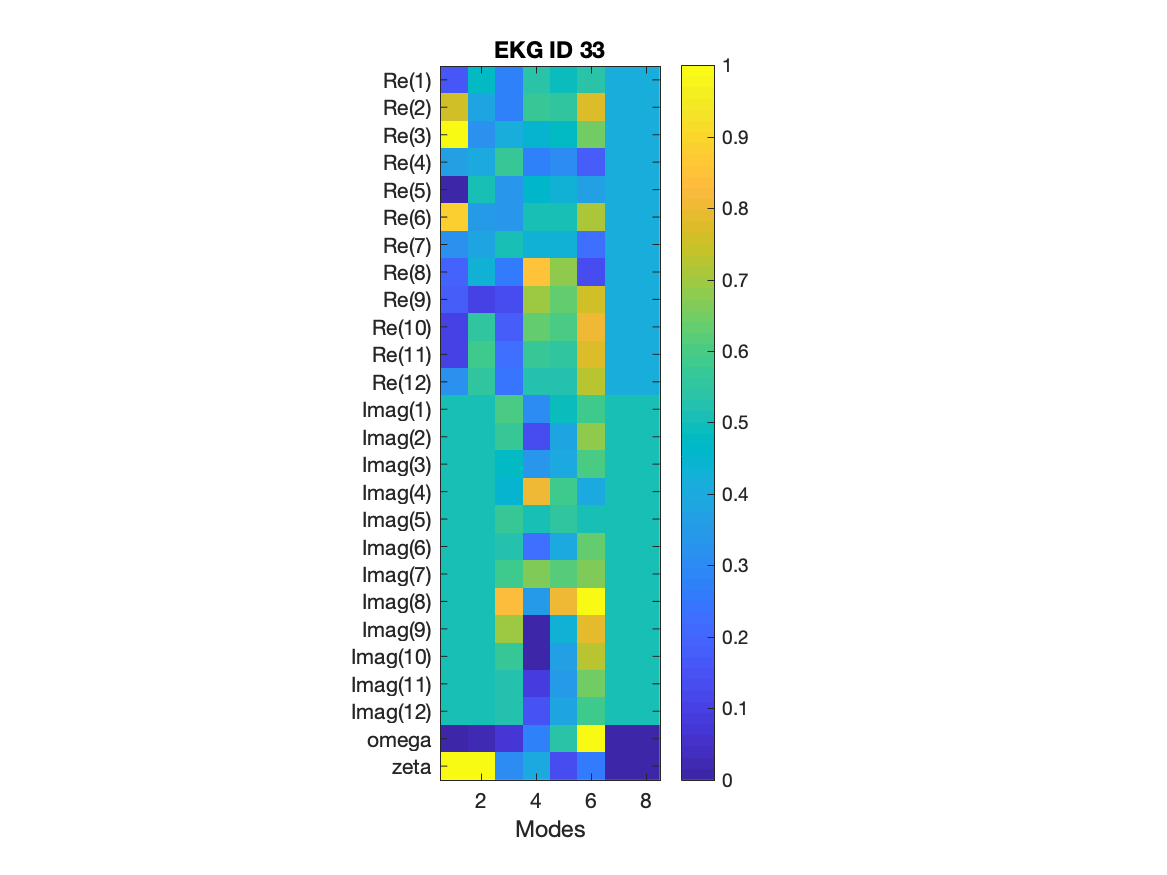 EKG ID 33
Re(1)
Re(2)
Re(3)
Re(4)
Re(5)
Re(6)
Re(7)
Re(8)
Re(9)
Re(10)
Re(11)
Re(12)
Imag(1)
Imag(2)
Imag(3)
Imag(4)
Imag(5)
Imag(6)
Imag(7)
Imag(8)
Imag(9)
Imag(10)
Imag(11)
Imag(12)
omega
zeta
2 4 6 8
Modes
1
0.9
0.8
0.7
0.6
0.5
0.4
0.3
0.2
0.1
0